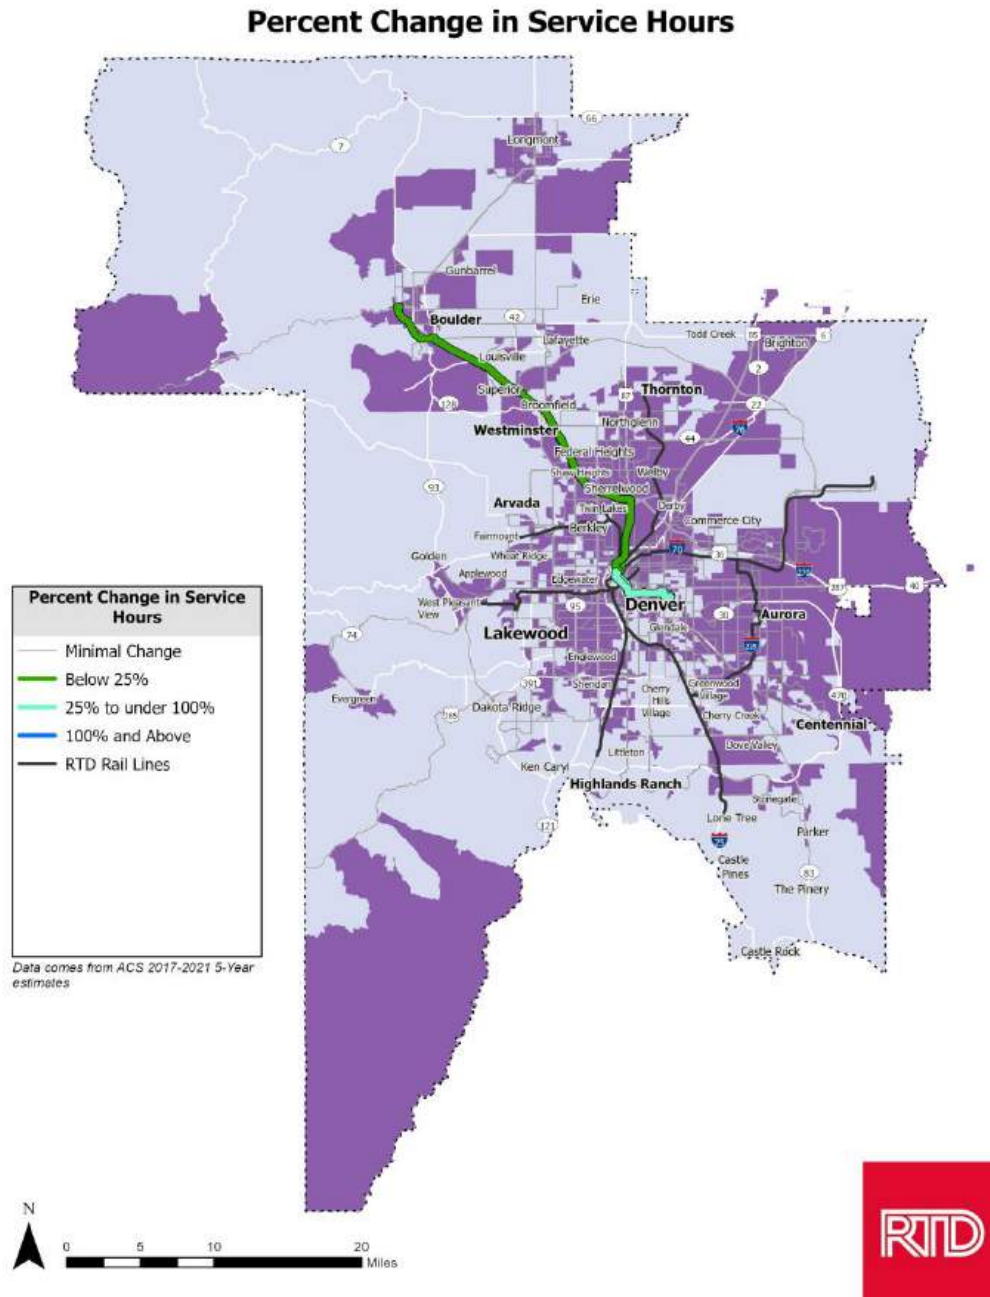 Percent Change in Service Hours
66
7
Longmont
Gunbarrel
Erie
Boulder
42
Todd Creek
85
6
Lafayette
Brighton
Louisville
2
Superior
Thornton
87
128
Broomfield
22
Northglenn
76
Westminster
44
Federal Heights
Shaw Heights
Welby
93
Sherrelwood
Arvada
Twin Lakes
Derby
Commerce City
Berkley
Fairmount
70
36
Golden
Wheat Ridge
Applewood
Edgewater
270
287
40
West Pleasant
View
95
Denver
30
Aurora
Glendale
74
Lakewood
225
Englewood
Evergreen
391
Sheridan
Greenwood
Village
470
285
Dakota Ridge
Cherry
Hills
Village
Cherry Creek
Centennial
Littleton
Dove Valley
Ken Caryl
Highlands Ranch
Stonegate
121
Lone Tree
Parker
25
Castle
Pines
83
The Pinery
Castle Rock
Percent Change in Service
Hours
Minimal Change
Below 25%
25% to under 100%
100% and Above
RTD Rail Lines
Data comes from ACS 2017-2021 5-Year
estimates
N
0 5 10 20
Miles
RTD